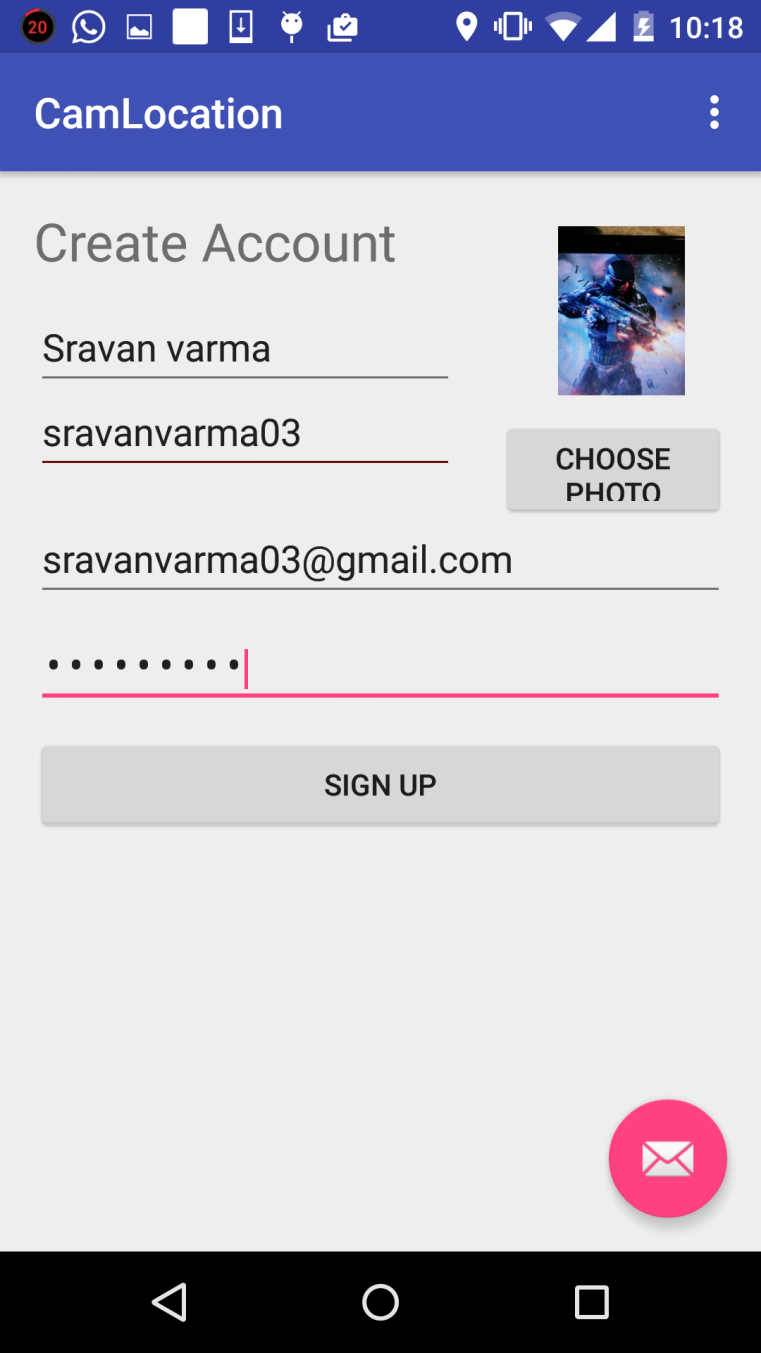 20
10:18
CamLocation
Create Account
Sravan varma
sravanvarma03
CHOOSE
PHOTO
sravanvarma03@gmail.com
•••••••••
SIGN UP